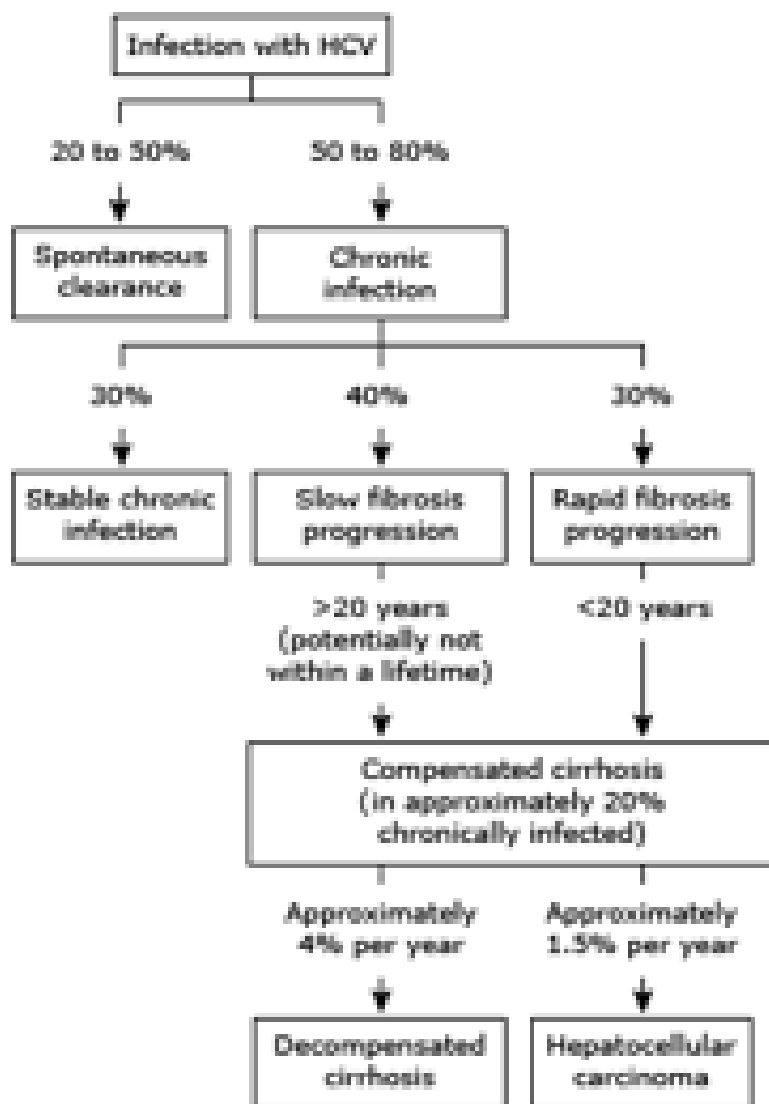 Infection with HCV
20 to 50%
50 to 80%
Spontaneous
clearance
Chronic
infection
30%
40%
30%
Stable chronic
infection
Slow fibrosis
progression
Rapid fibrosis
progression
>20 years
(potentially not
within a lifetime)
<20 years
Compensated cirrhosis
(in approximately 20%
chronically infected)
Approximately
4% per year
Approximately
1.5% per year
Decompensated
cirrhosis
Hepatocellular
carcinoma